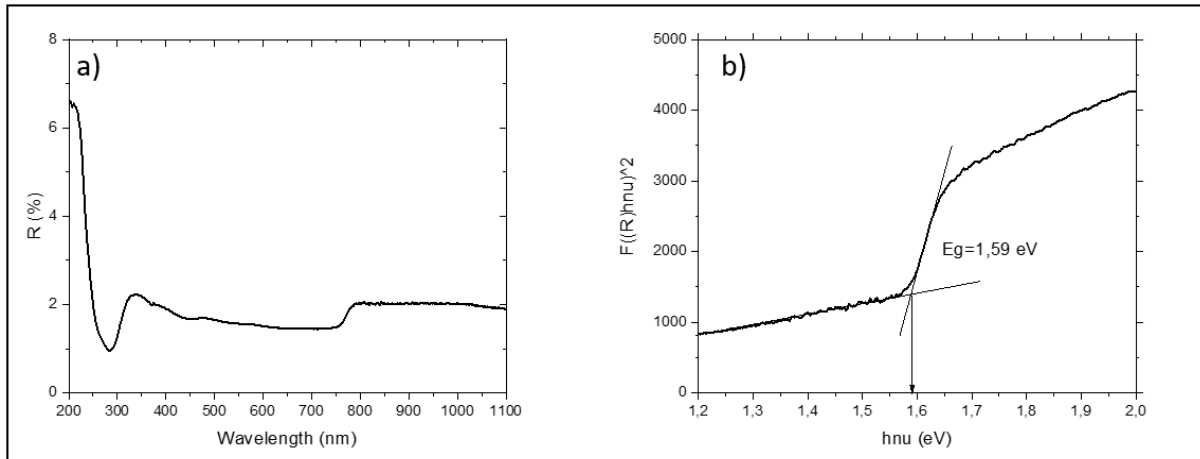 a)
8
6
4
2
0
R (%)
200 300 400 500 600 700 800 900 1000 1100
Wavelength (nm)
b)
5000
4000
3000
2000
1000
0
F((R)hnu)^2
Eg=1,59 eV
1,2 1,3 1,4 1,5 1,6 1,7 1,8 1,9 2,0
hnu (eV)